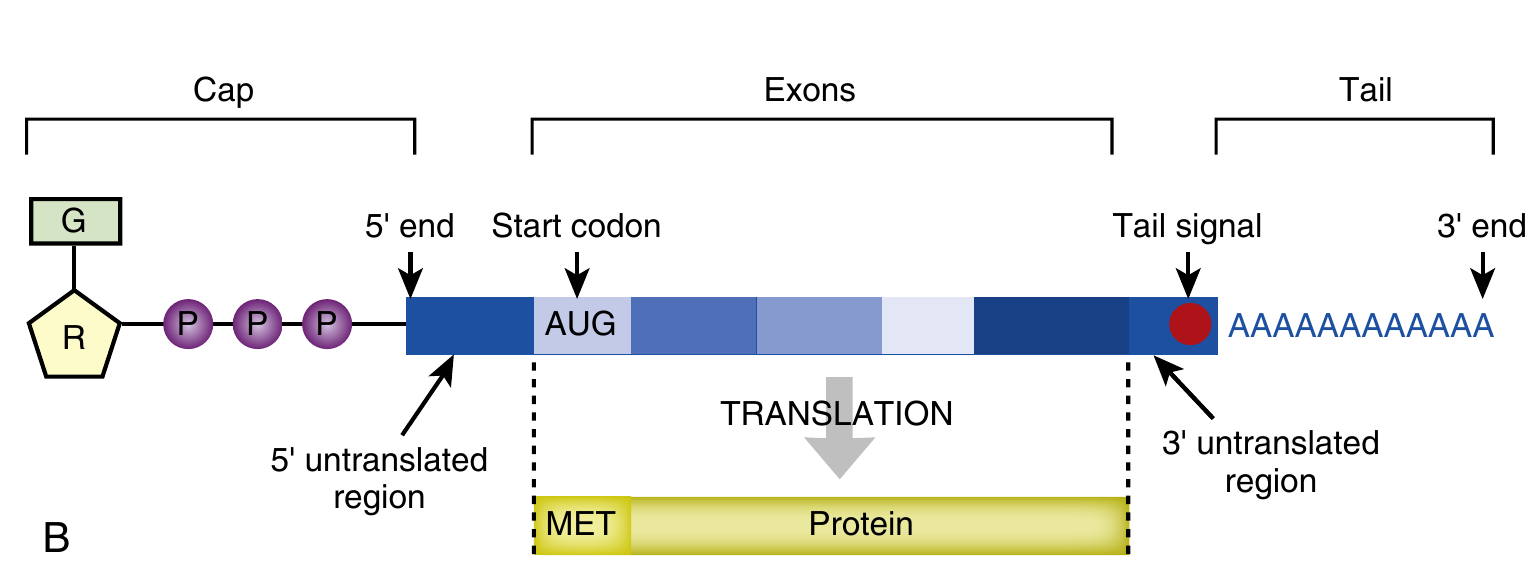 Cap
Exons
Tail
G
5' end
Start codon
Tail signal
3' end
R
P
P
P
AUG
AAAAAAAAAAAA
TRANSLATION
5' untranslated
region
3' untranslated
region
MET
Protein
B